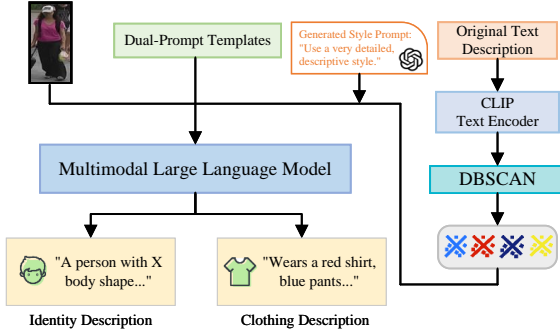 Dual-Prompt Templates
Generated Style Prompt:
"Use a very detailed,
descriptive style."
Original Text
Description
CLIP
Text Encoder
Multimodal Large Language Model
DBSCAN
"A person with X
body shape..."
"Wears a red shirt,
blue pants..."
Identity Description
Clothing Description